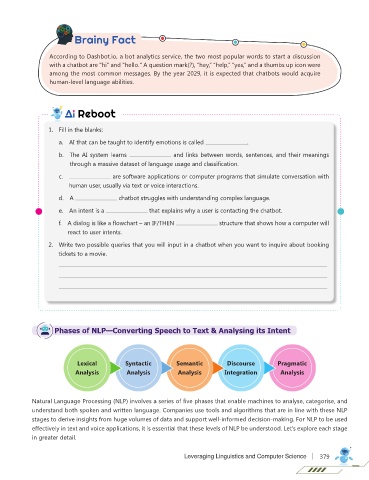 Brainy Fact
According to Dashbot.io, a bot analytics service, the two most popular words to start a discussion
with a chatbot are "hi" and "hello." A question mark(?), "hey," "help," "yes," and a thumbs up icon were
among the most common messages. By the year 2029, it is expected that chatbots would acquire
human-level language abilities.
Ai Reboot
1. Fill in the blanks:
a. AI that can be taught to identify emotions is called ____________.
b. The AI system learns ____________ and links between words, sentences, and their meanings
through a massive dataset of language usage and classification.
c. ____________ are software applications or computer programs that simulate conversation with
human user, usually via text or voice interactions.
d. A ____________ chatbot struggles with understanding complex language.
e. An intent is a ____________ that explains why a user is contacting the chatbot.
f. A dialog is like a flowchart – an IF/THEN ____________ structure that shows how a computer will
react to user intents.
2. Write two possible queries that you will input in a chatbot when you want to inquire about booking
tickets to a movie.
Phases of NLP—Converting Speech to Text & Analysing its Intent
Lexical Analysis
Syntactic Analysis
Semantic Analysis
Discourse Integration
Pragmatic Analysis
Natural Language Processing (NLP) involves a series of five phases that enable machines to analyse, categorise, and
understand both spoken and written language. Companies use tools and algorithms that are in line with these NLP
stages to derive insights from huge volumes of data and support well-informed decision-making. For NLP to be used
effectively in text and voice applications, it is essential that these levels of NLP be understood. Let's explore each stage
in greater detail.
Leveraging Linguistics and Computer Science | 379